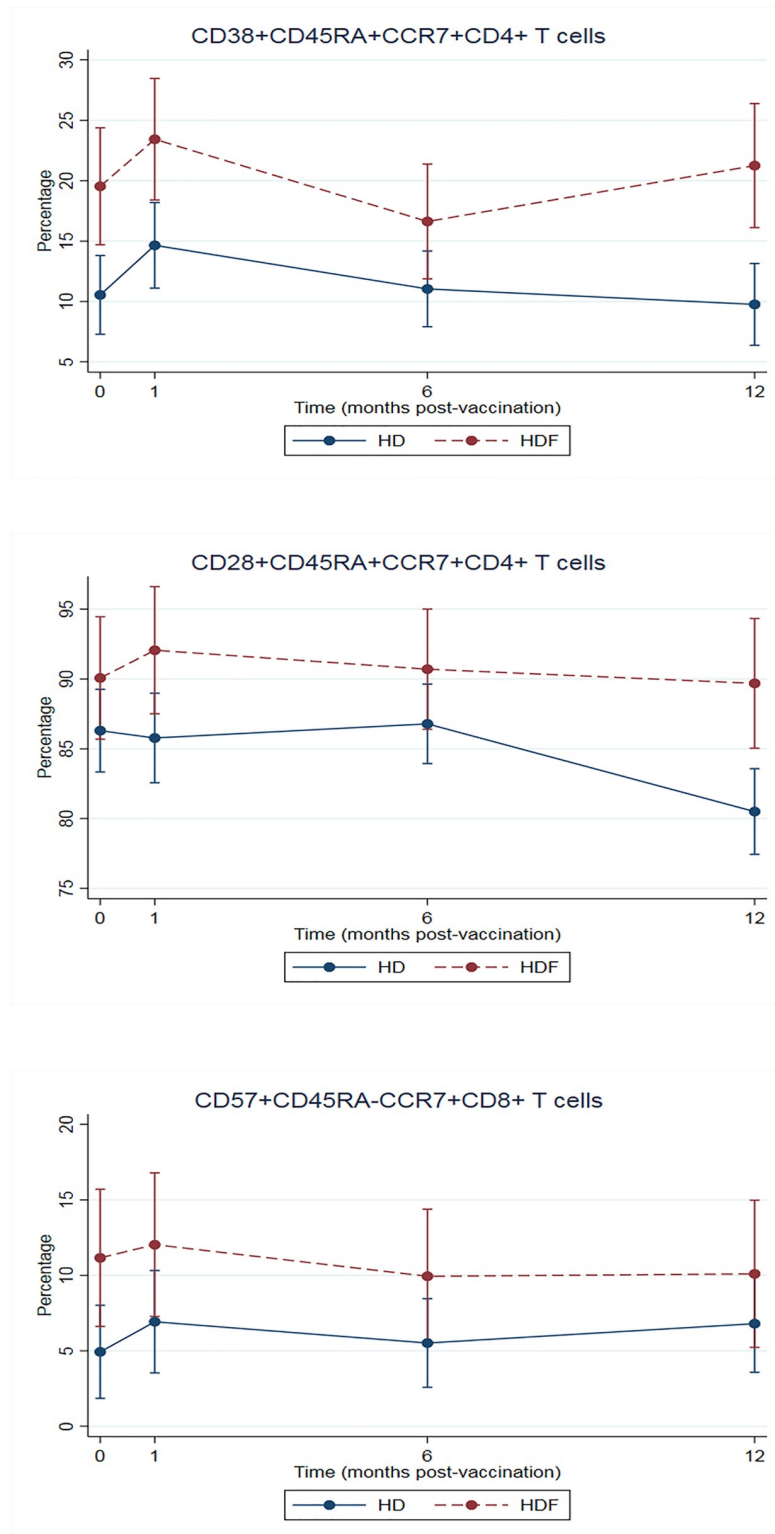 CD38+CD45RA+CCR7+CD4+ T cells
30
25
20
15
10
5
Percentage
0 1 6 12
Time (months post-vaccination)
HD HDF
CD28+CD45RA+CCR7+CD4+ T cells
95
90
85
80
75
Percentage
0 1 6 12
Time (months post-vaccination)
HD HDF
CD57+CD45RA-CCR7+CD8+ T cells
20
15
10
5
0
Percentage
0 1 6 12
Time (months post-vaccination)
HD HDF